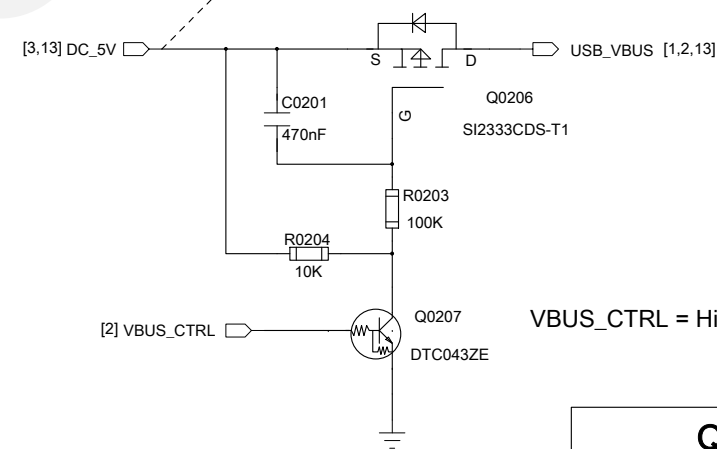 [3,13] DC_5V
S
D
USB_VBUS [1,2,13]
C0201
470nF
G
Q0206
SI2333CDS-T1
R0203
100K
R0204
10K
[2] VBUS_CTRL
Q0207
DTC043ZE
VBUS_CTRL = Hi
Q